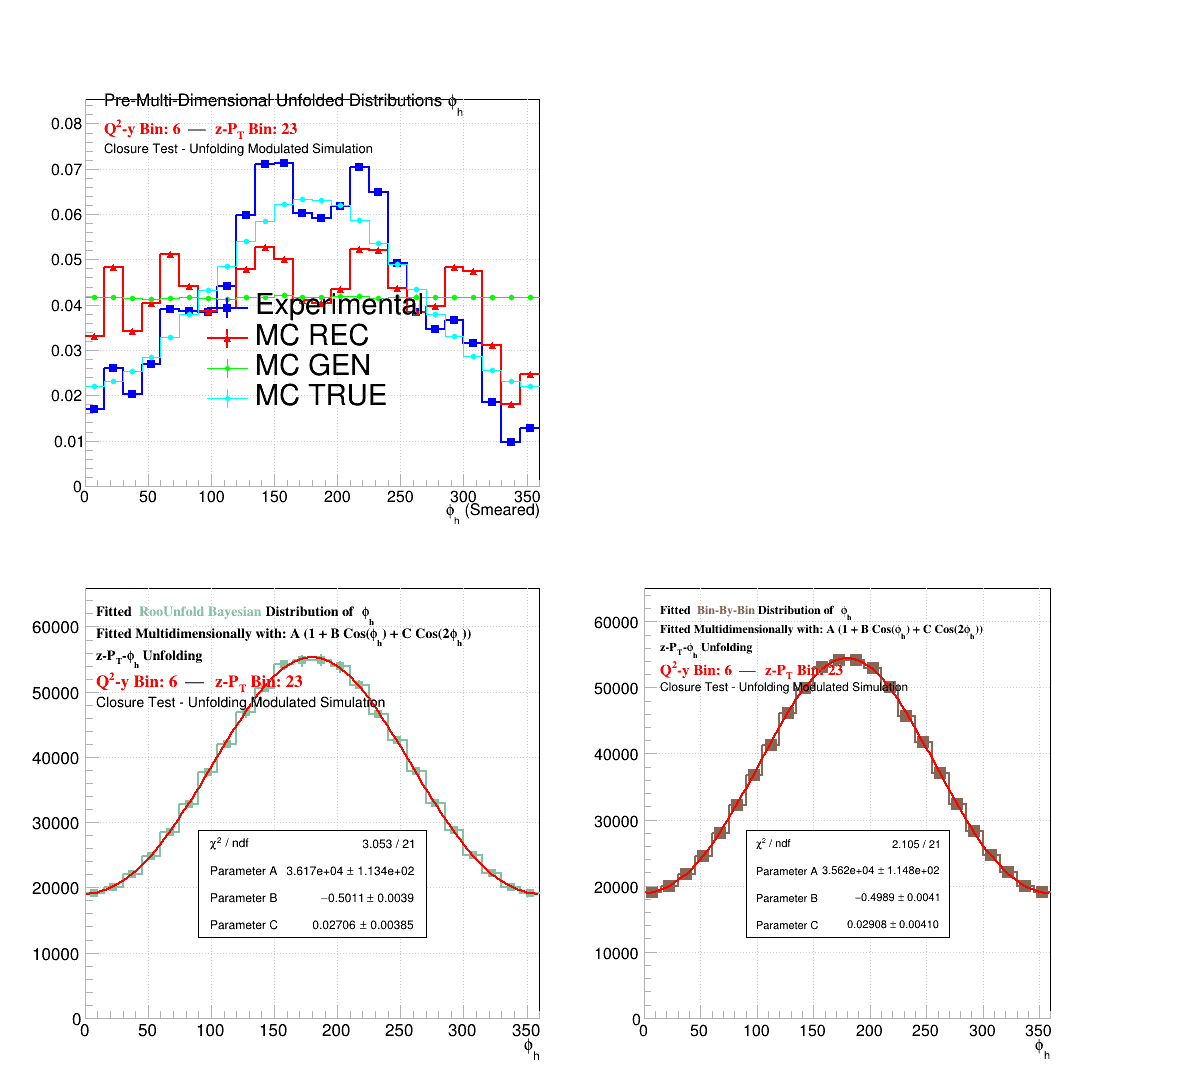 Pre-Multi-Dimensional Unfolded Distributions ϕh
Q2-y Bin: 6 — z-PT Bin: 23
Closure Test - Unfolding Modulated Simulation
0.08
0.07
0.06
0.05
0.04
0.03
0.02
0.01
0
Experimental
MC REC
MC GEN
MC TRUE
0 50 100 150 200 250 300 350
ϕh (Smeared)
Fitted RooUnfold Bayesian Distribution of ϕh
Fitted Multidimensionally with: A (1 + B Cos(ϕh) + C Cos(2ϕh))
z-PT-ϕh Unfolding
Q2-y Bin: 6 — z-PT Bin: 23
Closure Test - Unfolding Modulated Simulation
60000
50000
40000
30000
20000
10000
0
χ2 / ndf 3.053 / 21
Parameter A 3.617e+04 ± 1.134e+02
Parameter B −0.5011 ± 0.0039
Parameter C 0.02706 ± 0.00385
0 50 100 150 200 250 300 350
ϕh
Fitted Bin-By-Bin Distribution of ϕh
Fitted Multidimensionally with: A (1 + B Cos(ϕh) + C Cos(2ϕh))
z-PT-ϕh Unfolding
Q2-y Bin: 6 — z-PT Bin: 23
Closure Test - Unfolding Modulated Simulation
60000
50000
40000
30000
20000
10000
0
χ2 / ndf 2.105 / 21
Parameter A 3.562e+04 ± 1.148e+02
Parameter B −0.4989 ± 0.0041
Parameter C 0.02908 ± 0.00410
0 50 100 150 200 250 300 350
ϕh